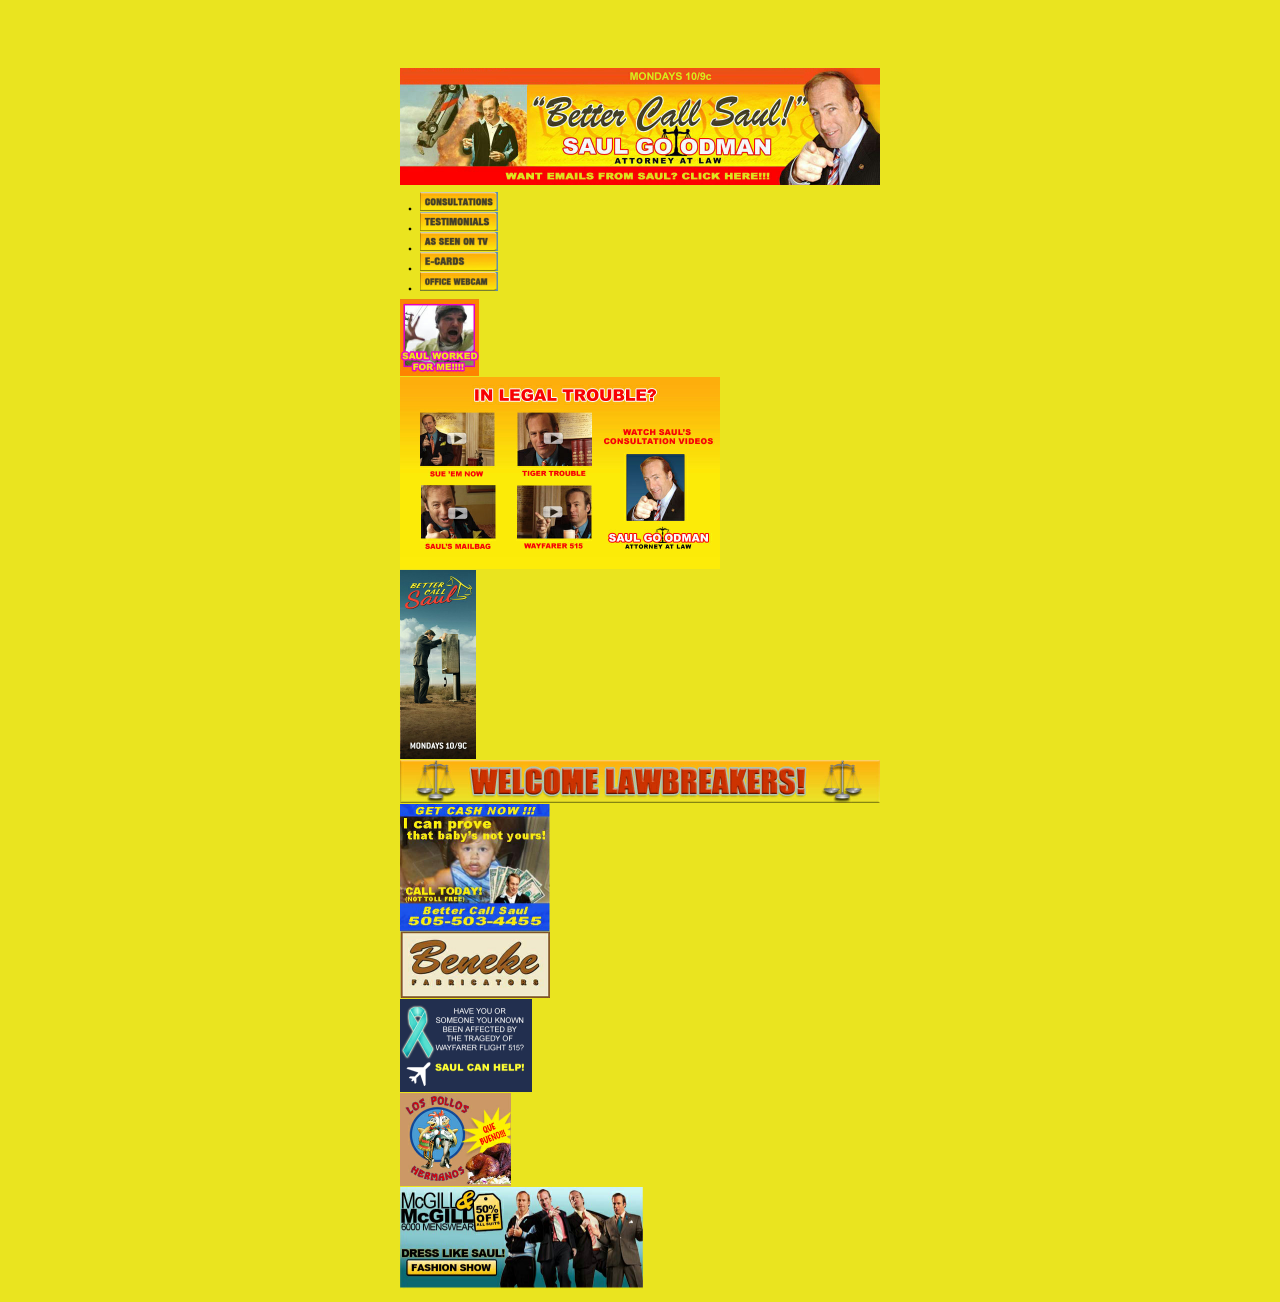 MONDAYS 10/9c
"Better Call Saul!"
SAUL GOODMAN
ATTORNEY AT LAW
WANT EMAILS FROM SAUL? CLICK HERE!!!
CONSULTATIONS
TESTIMONIALS
AS SEEN ON TV
E-CARDS
OFFICE WEBCAM
SAUL WORKED
FOR ME!!!!
IN LEGAL TROUBLE?
WATCH SAUL'S
CONSULTATION VIDEOS
SUE 'EM NOW
TIGER TROUBLE
SAUL'S MAILBAG
WAYFARER 515
SAUL GOODMAN
ATTORNEY AT LAW
BETTER
CALL
Saul
MONDAYS 10/9C
WELCOME LAWBREAKERS!
GET CASH NOW !!!
I can prove
that baby's not yours!
CALL TODAY!
(NOT TOLL FREE)
Better Call Saul
505-503-4455
Beneke
FABRICATORS
HAVE YOU OR
SOMEONE YOU KNOWN
BEEN AFFECTED BY
THE TRAGEDY OF
WAYFARER FLIGHT 515?
SAUL CAN HELP!
LOS POLLOS
QUE
BUENO!!!
HERMANOS
McGILL &
McGILL
6000 MENSWEAR
50%
OFF
ALL SUITS
DRESS LIKE SAUL!
FASHION SHOW